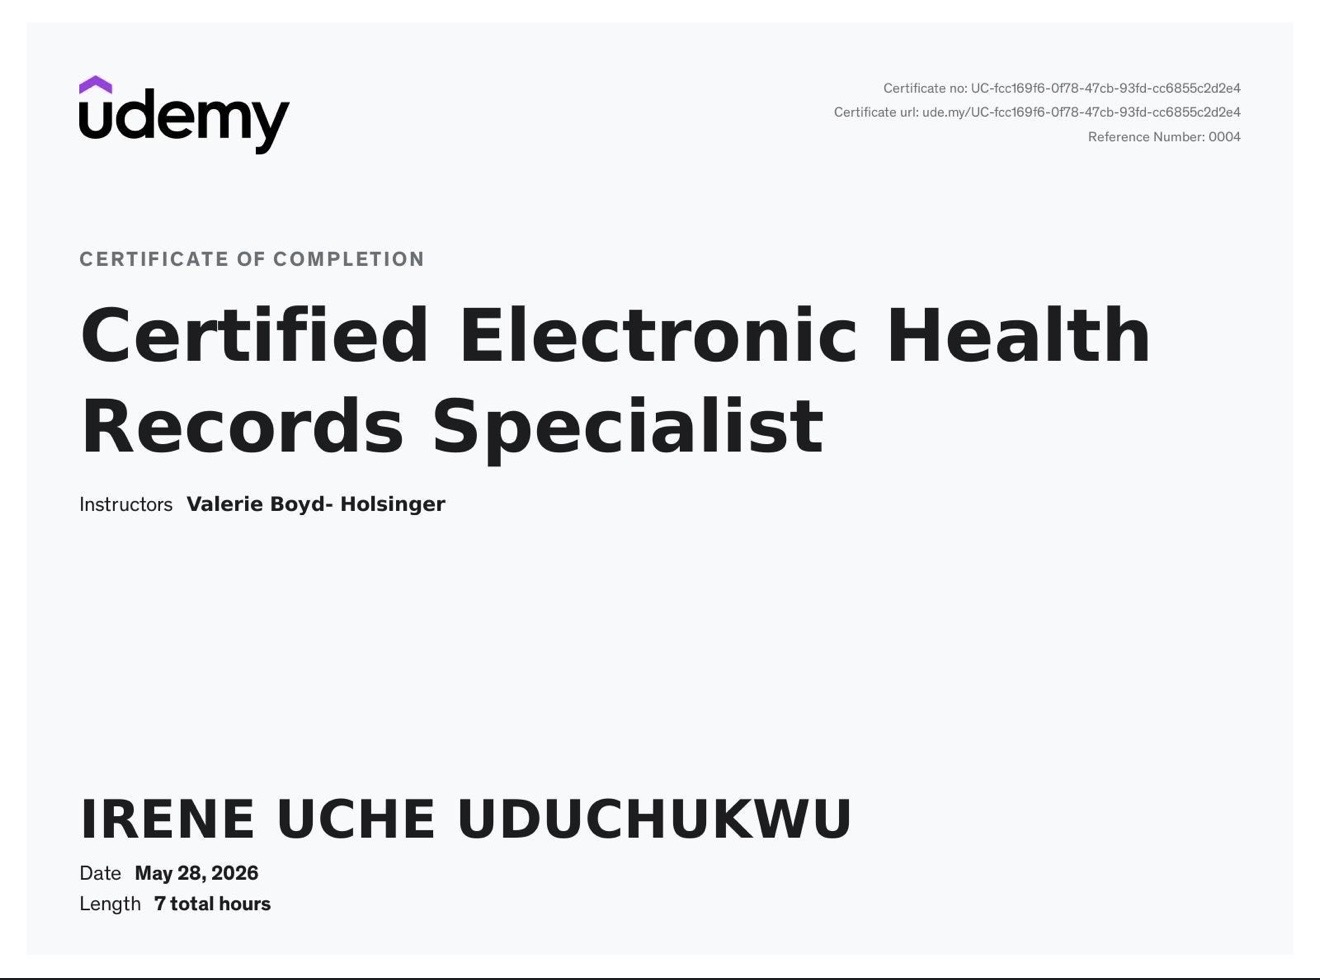 udemy
Certificate no: UC-fcc169f6-0f78-47cb-93fd-cc6855c2d2e4
Certificate url: ude.my/UC-fcc169f6-0f78-47cb-93fd-cc6855c2d2e4
Reference Number: 0004
CERTIFICATE OF COMPLETION
Certified Electronic Health
Records Specialist
Instructors Valerie Boyd- Holsinger
IRENE UCHE UDUCHUKWU
Date May 28, 2026
Length 7 total hours